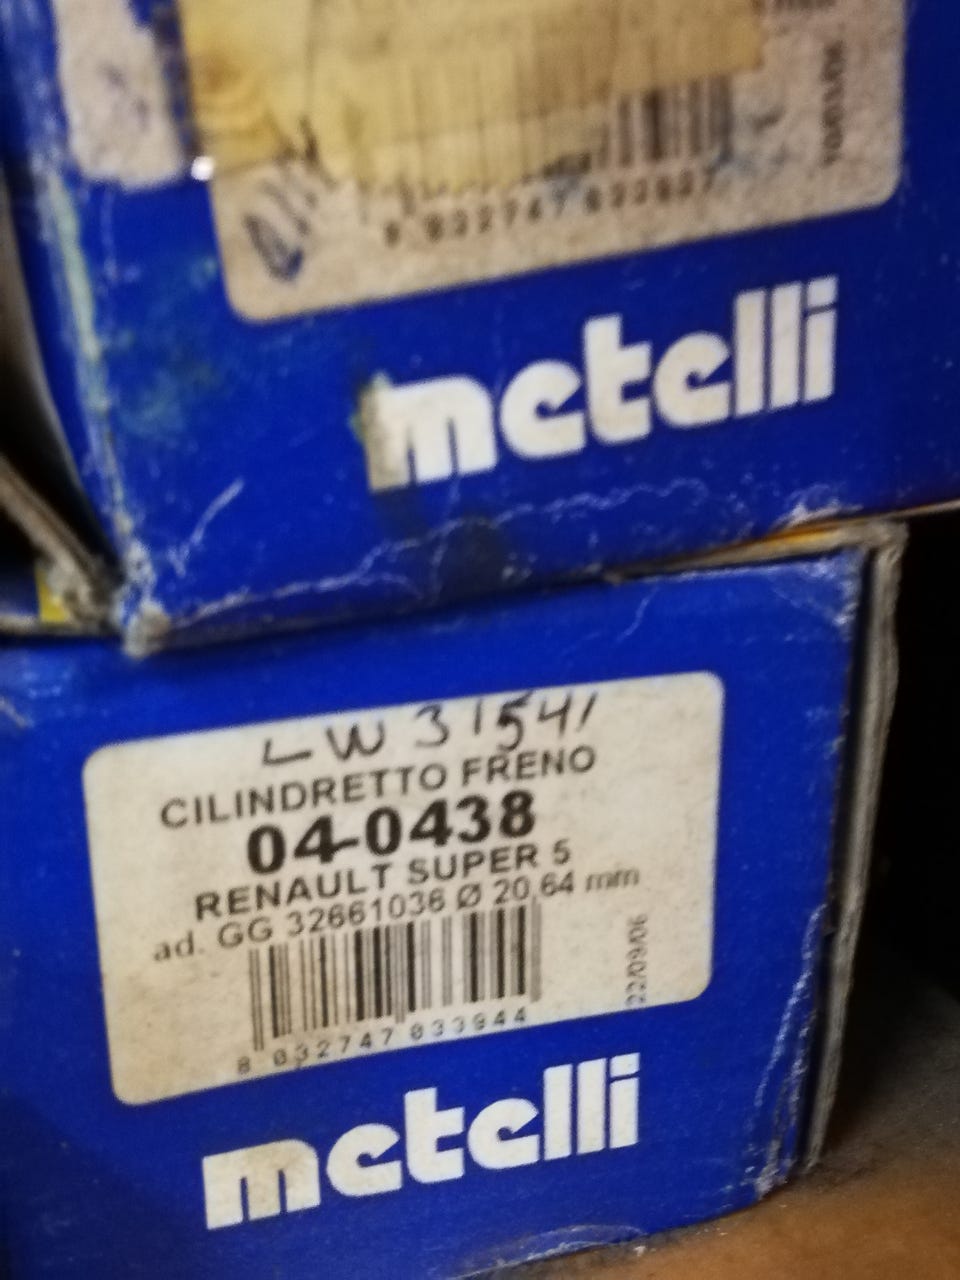 metelli
LW 31541
CILINDRETTO FRENO
04-0438
RENAULT SUPER 5
ad. GG 32661036 Ø 20,64 mm
22/09/06
8 032747 033944
metelli